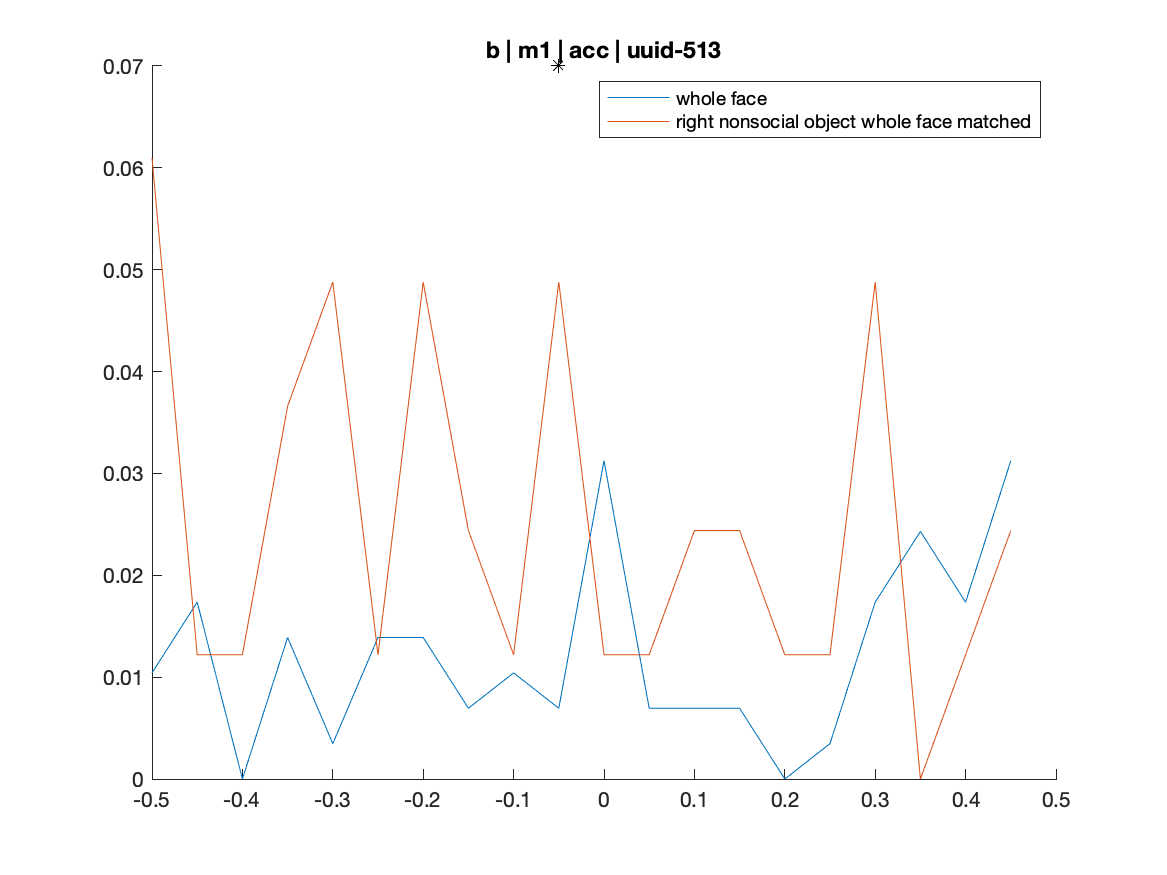 b | m1 | acc | uuid-513
whole face
right nonsocial object whole face matched
0.07
0.06
0.05
0.04
0.03
0.02
0.01
0
-0.5 -0.4 -0.3 -0.2 -0.1 0 0.1 0.2 0.3 0.4 0.5